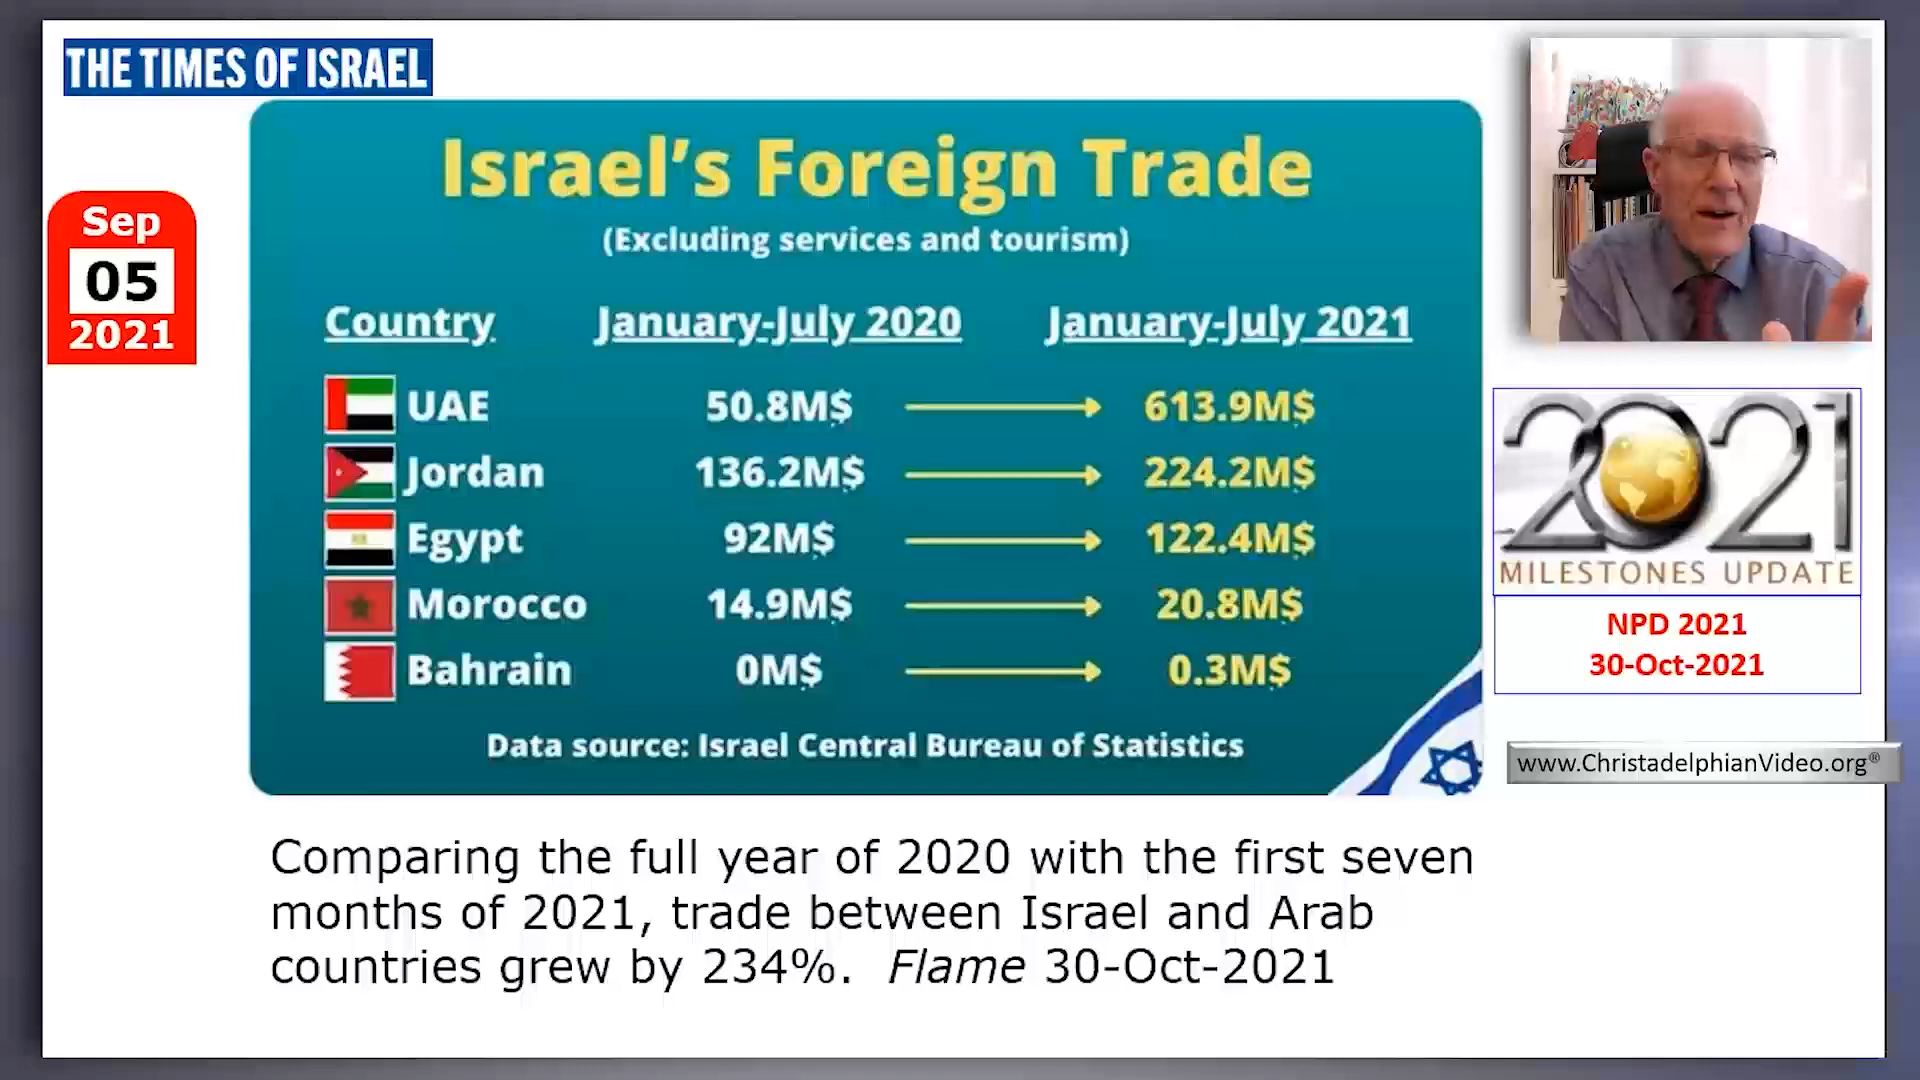 THE TIMES OF ISRAEL
Sep
05
2021
Israel's Foreign Trade
(Excluding services and tourism)
Country January-July 2020 January-July 2021
UAE 50.8M$ 613.9M$
Jordan 136.2M$ 224.2M$
Egypt 92M$ 122.4M$
Morocco 14.9M$ 20.8M$
Bahrain 0M$ 0.3M$
Data source: Israel Central Bureau of Statistics
Comparing the full year of 2020 with the first seven
months of 2021, trade between Israel and Arab
countries grew by 234%. Flame 30-Oct-2021
2021
MILESTONES UPDATE
NPD 2021
30-Oct-2021
www.ChristadelphianVideo.org®